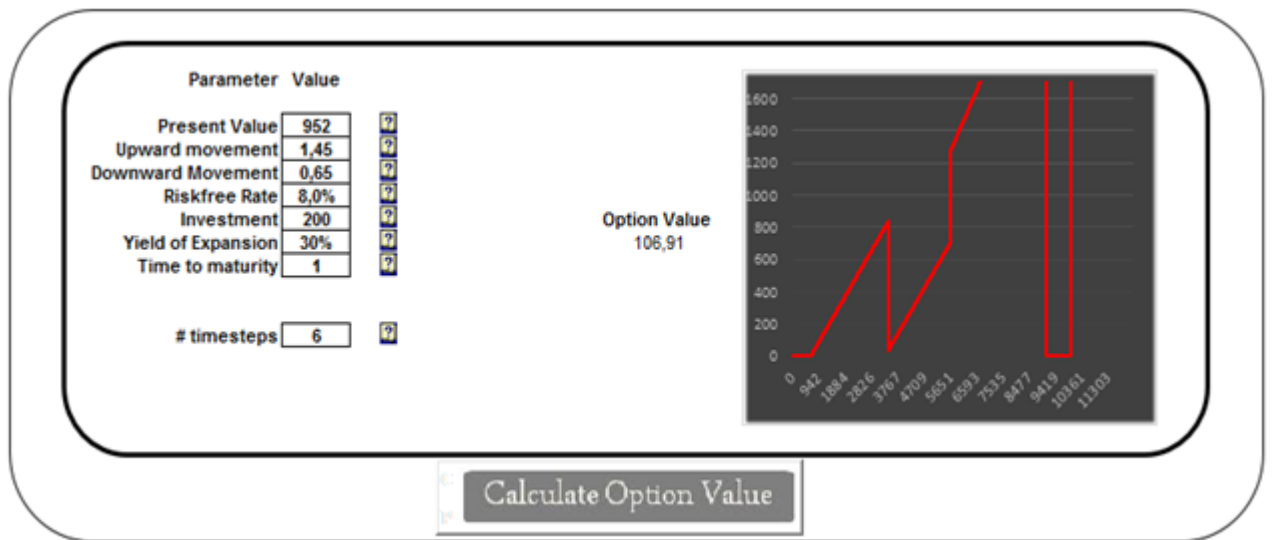 Parameter Value
Present Value 952
Upward movement 1,45
Downward Movement 0,65
Riskfree Rate 8,0%
Investment 200
Yield of Expansion 30%
Time to maturity 1
# timesteps 6
Option Value
106,91
1600
1400
1200
1000
800
600
400
200
0
0 942 1884 2826 3767 4709 5651 6593 7535 8477 9419 10361 11303
Calculate Option Value